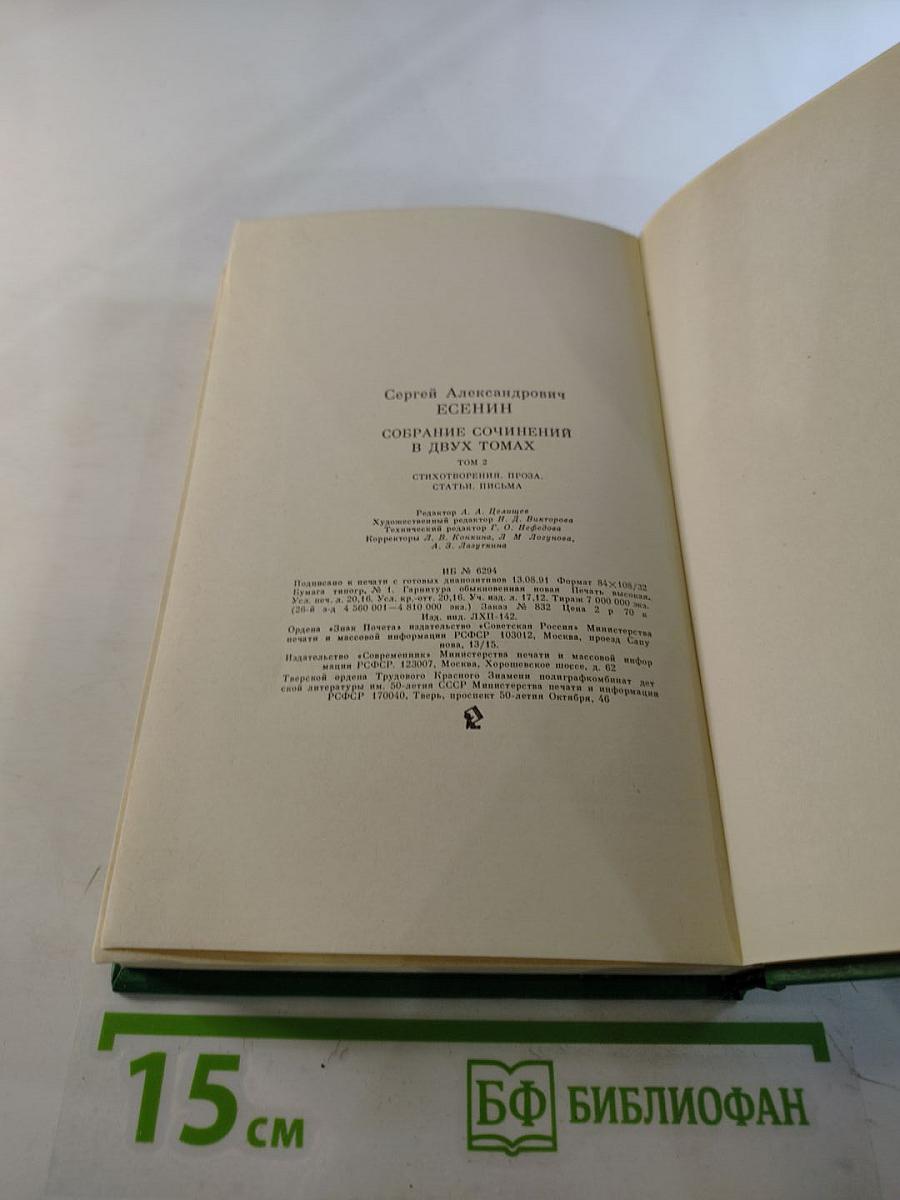 Сергей Александрович
ЕСЕНИН
СОБРАНИЕ СОЧИНЕНИЙ
В ДВУХ ТОМАХ
ТОМ 2
СТИХОТВОРЕНИЯ. ПРОЗА.
СТАТЬИ. ПИСЬМА
Редактор А. А. Целищев
Художественный редактор Н. Д. Викторова
Технический редактор Г. О. Нефедова
Корректоры Л. В. Конкина, Л М Логунова,
А. З. Лазуткина
ИБ № 6294
Подписано к печати с готовых диапозитивов 13.08.91 Формат 84×108/32
Бумага типогр. № 1. Гарнитура обыкновенная новая Печать высокая.
Усл. печ. л. 20,16. Усл. кр.-отт. 20,16. Уч. изд. л. 17,12. Тираж 7 000 000 экз.
(26-й з-д 4 560 001—4 810 000 экз.) Заказ № 832 Цена 2 р 70 к
Изд. инд. ЛХП-142.
Ордена «Знак Почета» издательство «Советская Россия» Министерства
печати и массовой информации РСФСР 103012, Москва, проезд Сапу
нова, 13/15.
Издательство «Современник» Министерства печати и массовой инфор
мации РСФСР. 123007, Москва, Хорошевское шоссе, д. 62
Тверской ордена Трудового Красного Знамени полиграфкомбинат дет
ской литературы им. 50-летия СССР Министерства печати и информации
РСФСР 170040, Тверь, проспект 50-летия Октября, 46
15 см
БФ БИБЛИОФАН